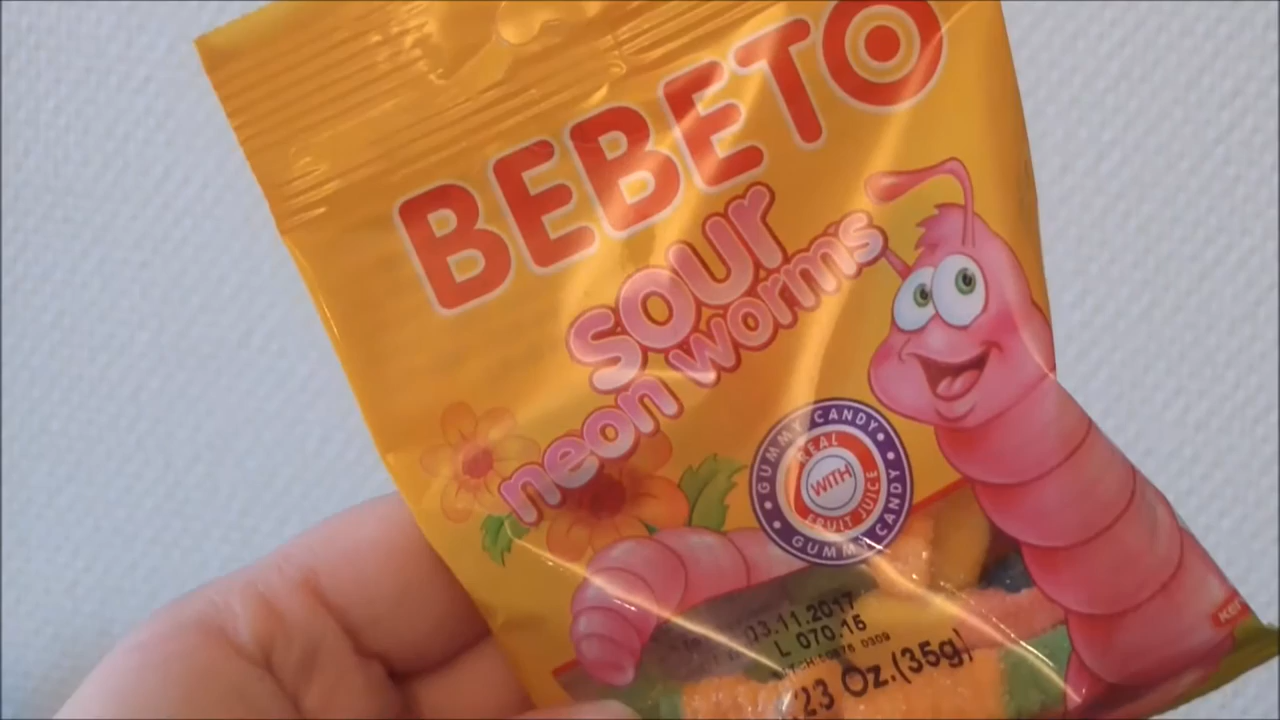 BEBETO
sour
neon worms
GUMMY CANDY • GUMMY CANDY
REAL
WITH
FRUIT JUICE
03.11.2017
L 070.15
23 Oz.(35g)